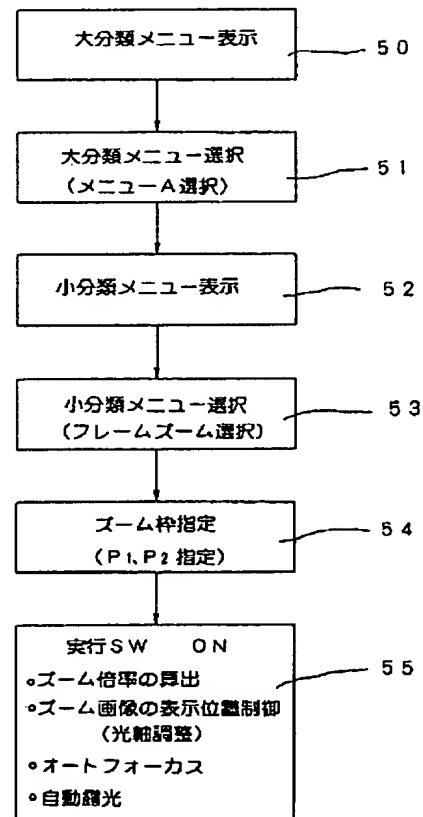 大分類メニュー表示
50
大分類メニュー選択
(メニューA選択)
51
小分類メニュー表示
52
小分類メニュー選択
(フレームズーム選択)
53
ズーム枠指定
(P1、P2 指定)
54
実行SW ON
55
○ズーム倍率の算出
○ズーム画像の表示位置制御
(光軸調整)
○オートフォーカス
○自動露光